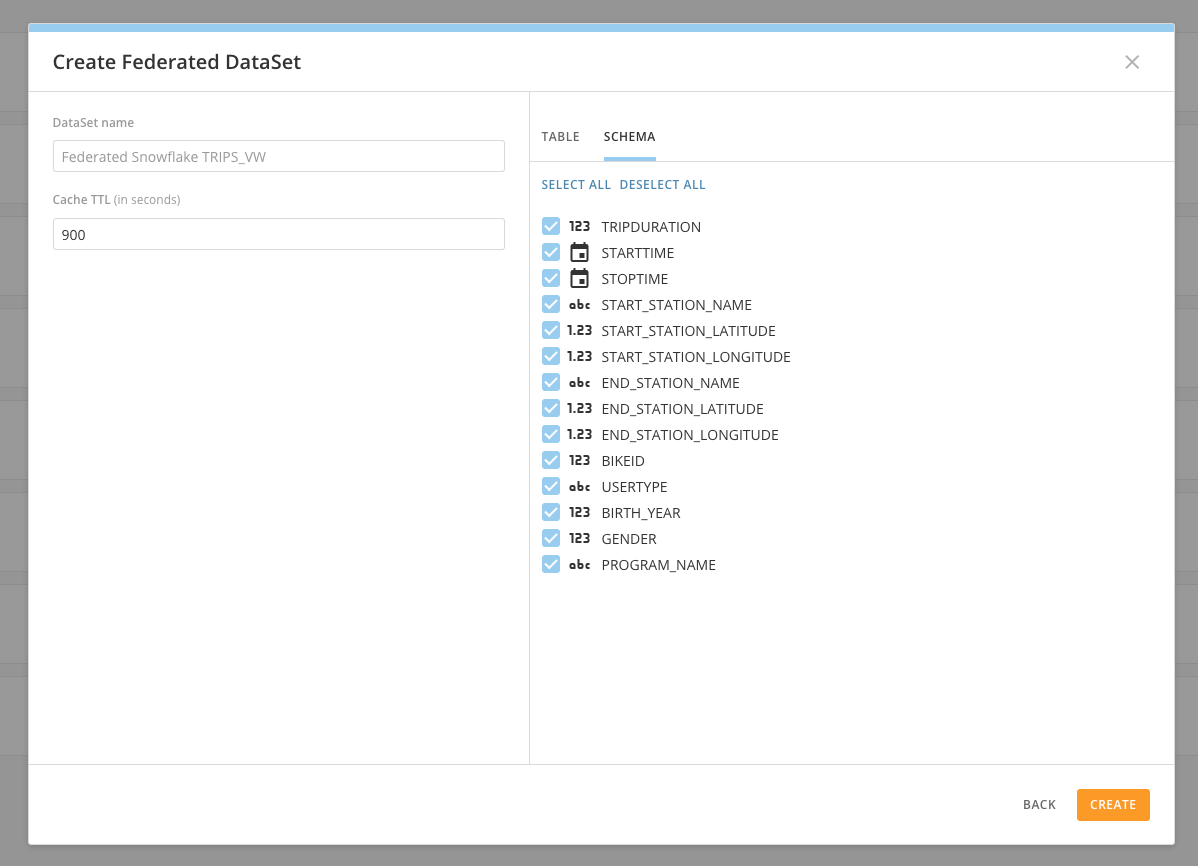 Create Federated DataSet
DataSet name
Federated Snowflake TRIPS_VW
Cache TTL (in seconds)
900
TABLE SCHEMA
SELECT ALL DESELECT ALL
123 TRIPDURATION
STARTTIME
STOPTIME
abc START_STATION_NAME
1.23 START_STATION_LATITUDE
1.23 START_STATION_LONGITUDE
abc END_STATION_NAME
1.23 END_STATION_LATITUDE
1.23 END_STATION_LONGITUDE
123 BIKEID
abc USERTYPE
123 BIRTH_YEAR
123 GENDER
abc PROGRAM_NAME
BACK CREATE